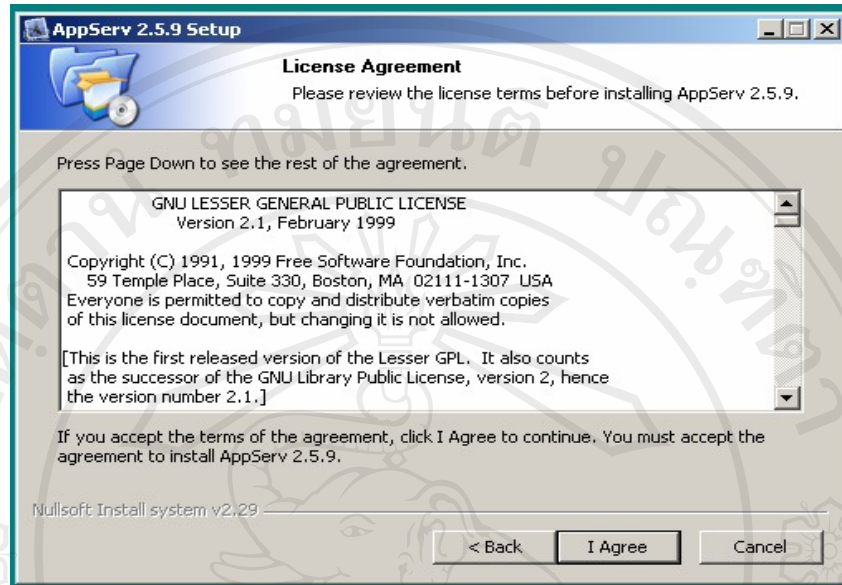 AppServ 2.5.9 Setup
License Agreement
Please review the license terms before installing AppServ 2.5.9.
Press Page Down to see the rest of the agreement.
GNU LESSER GENERAL PUBLIC LICENSE
Version 2.1, February 1999
Copyright (C) 1991, 1999 Free Software Foundation, Inc.
59 Temple Place, Suite 330, Boston, MA 02111-1307 USA
Everyone is permitted to copy and distribute verbatim copies
of this license document, but changing it is not allowed.
[This is the first released version of the Lesser GPL. It also counts
as the successor of the GNU Library Public License, version 2, hence
the version number 2.1.]
If you accept the terms of the agreement, click I Agree to continue. You must accept the
agreement to install AppServ 2.5.9.
Nullsoft Install system v2.29
< Back
I Agree
Cancel